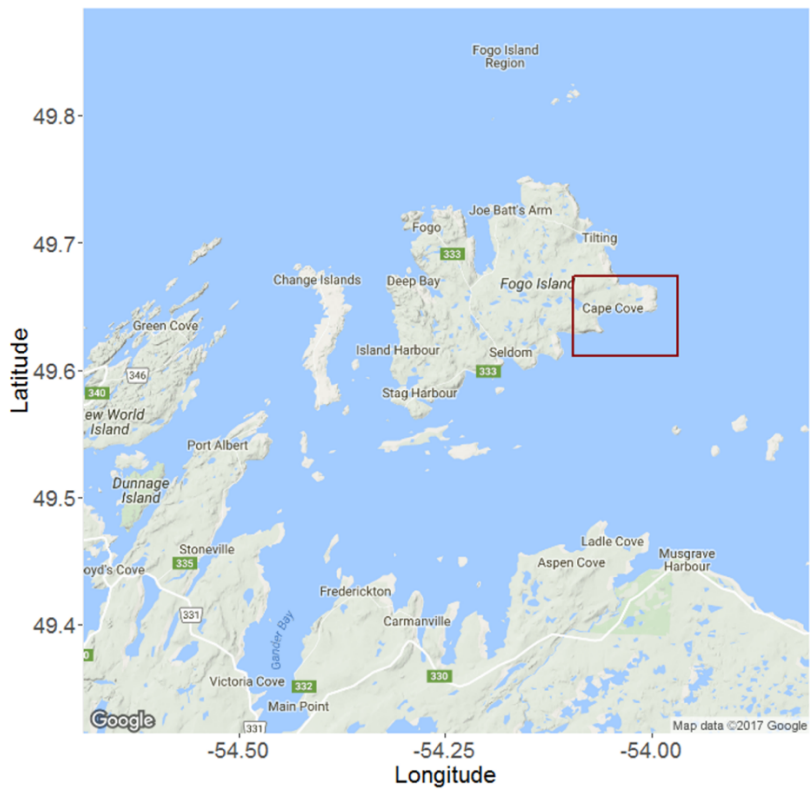 Fogo Island
Region
49.8
Joe Batt's Arm
49.7
Fogo
Tilting
333
Change Islands
Deep Bay
Fogo Island
Cape Cove
Green Cove
Island Harbour
Seldom
346
49.6
333
340
Stag Harbour
ew World
Island
Port Albert
Dunnage
Island
49.5
Ladle Cove
Stoneville
Musgrave
Harbour
335
Aspen Cove
oyd's Cove
Frederickton
331
Carmanville
49.4
Gander Bay
0
Victoria Cove
332
330
Main Point
Google
331
Map data ©2017 Google
-54.50
-54.25
-54.00
Longitude
Latitude